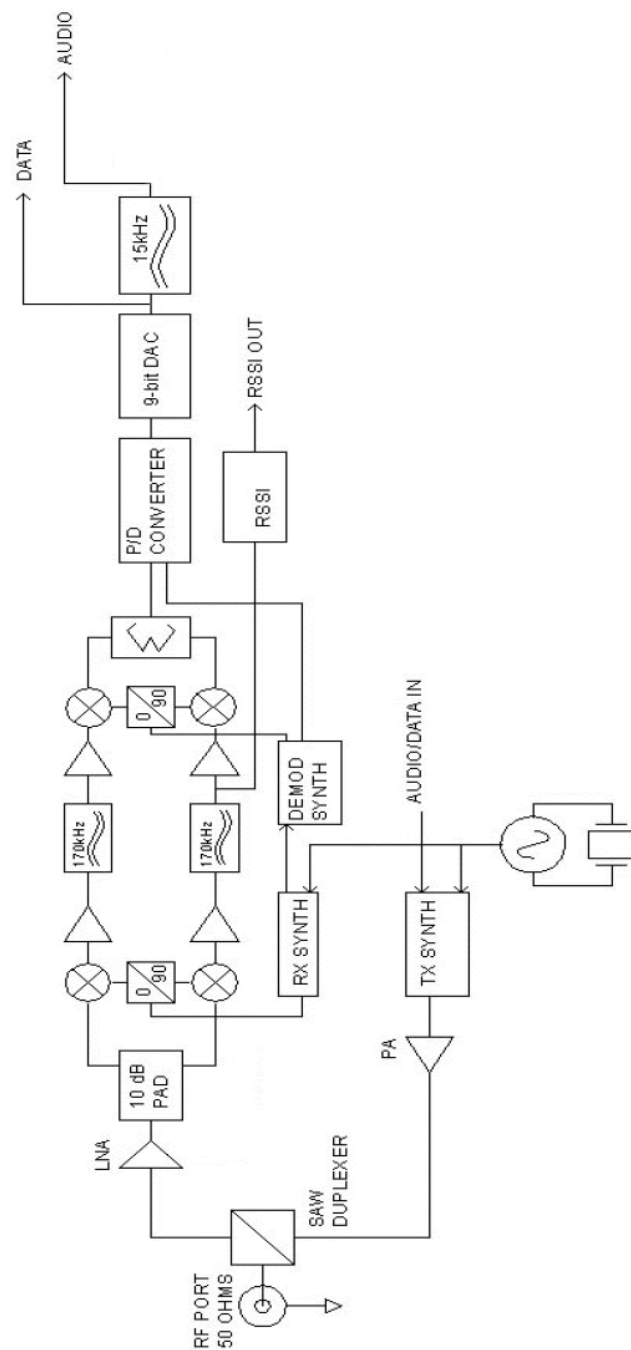 RF PORT
50 OHMS
SAW
DUPLEXER
LNA
10 dB
PAD
0
90
170kHz
170kHz
0
90
P/D
CONVERTER
9-bit DAC
15kHz
DATA
AUDIO
RSSI
RSSI OUT
DEMOD
SYNTH
RX SYNTH
TX SYNTH
PA
AUDIO/DATA IN